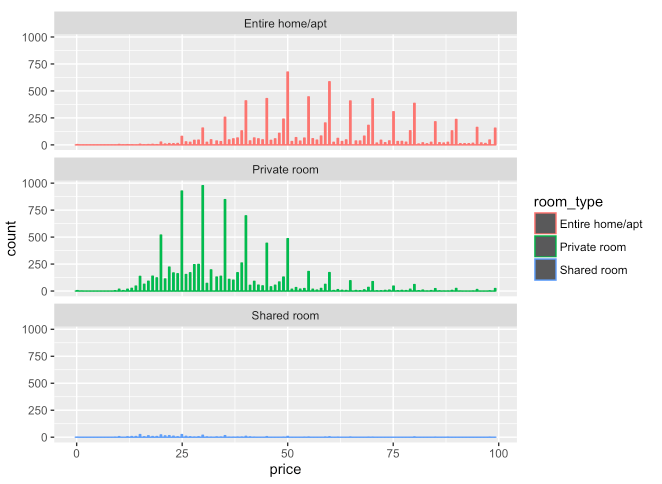 Entire home/apt
1000
750
500
250
0
Private room
1000
750
500
250
0
Shared room
1000
750
500
250
0
0 25 50 75 100
price
count
room_type
Entire home/apt
Private room
Shared room